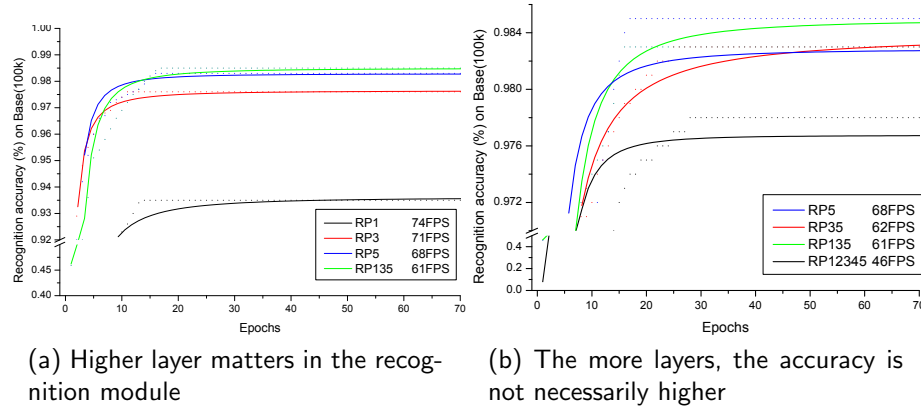 1.00
0.98
0.97
0.96
0.95
0.94
0.93
0.92
0.45
0.40
0 10 20 30 40 50 60 70
Epochs
Recognition accuracy (%) on Base(100k)
RP1 74FPS
RP3 71FPS
RP5 68FPS
RP135 61FPS
(a) Higher layer matters in the recog-
nition module
0.984
0.980
0.976
0.972
0.4
0.2
0.0
0 10 20 30 40 50 60 70
Epochs
Recognition accuracy (%) on Base(100k)
RP5 68FPS
RP35 62FPS
RP135 61FPS
RP12345 46FPS
(b) The more layers, the accuracy is
not necessarily higher